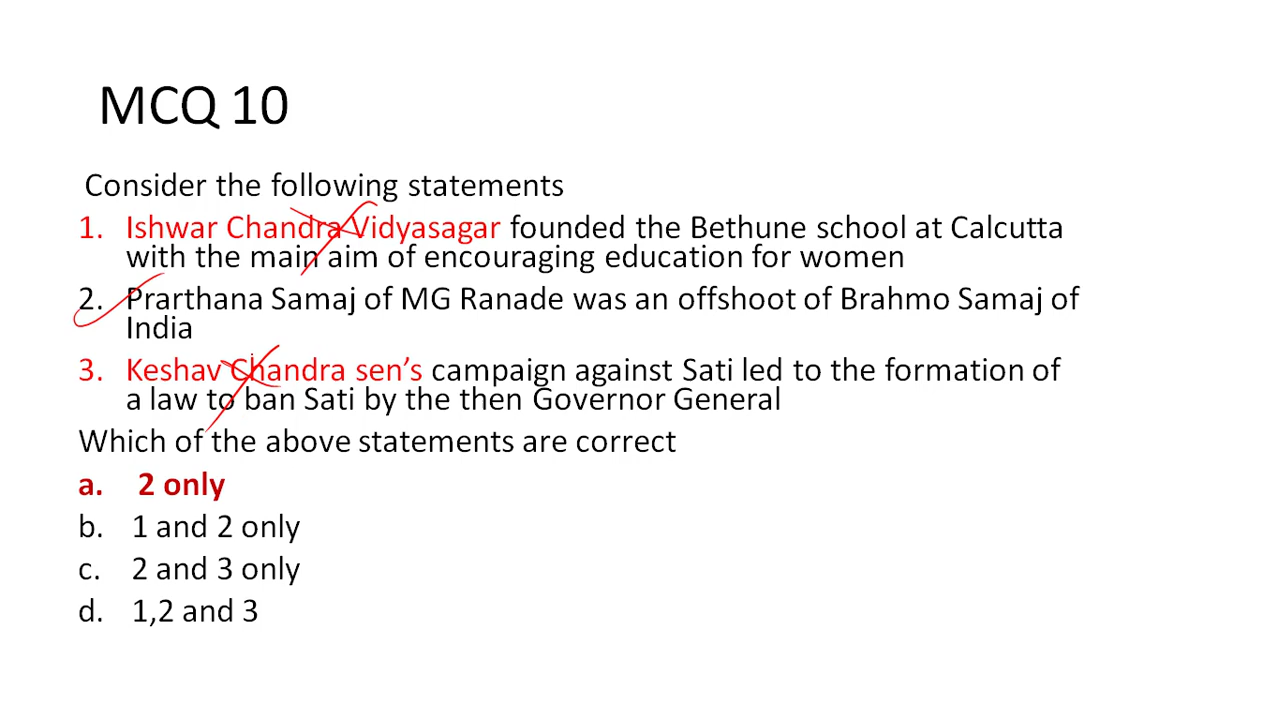 MCQ 10
Consider the following statements
1. Ishwar Chandra Vidyasagar founded the Bethune school at Calcutta
with the main aim of encouraging education for women
2. Prarthana Samaj of MG Ranade was an offshoot of Brahmo Samaj of
India
3. Keshav Chandra sen’s campaign against Sati led to the formation of
a law to ban Sati by the then Governor General
Which of the above statements are correct
a. 2 only
b. 1 and 2 only
c. 2 and 3 only
d. 1,2 and 3